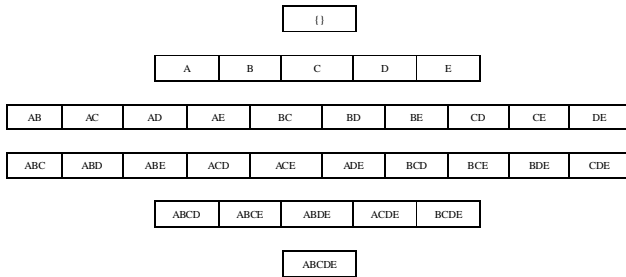 {}
A B C D E
AB AC AD AE BC BD BE CD CE DE
ABC ABD ABE ACD ACE ADE BCD BCE BDE CDE
ABCD ABCE ABDE ACDE BCDE
ABCDE